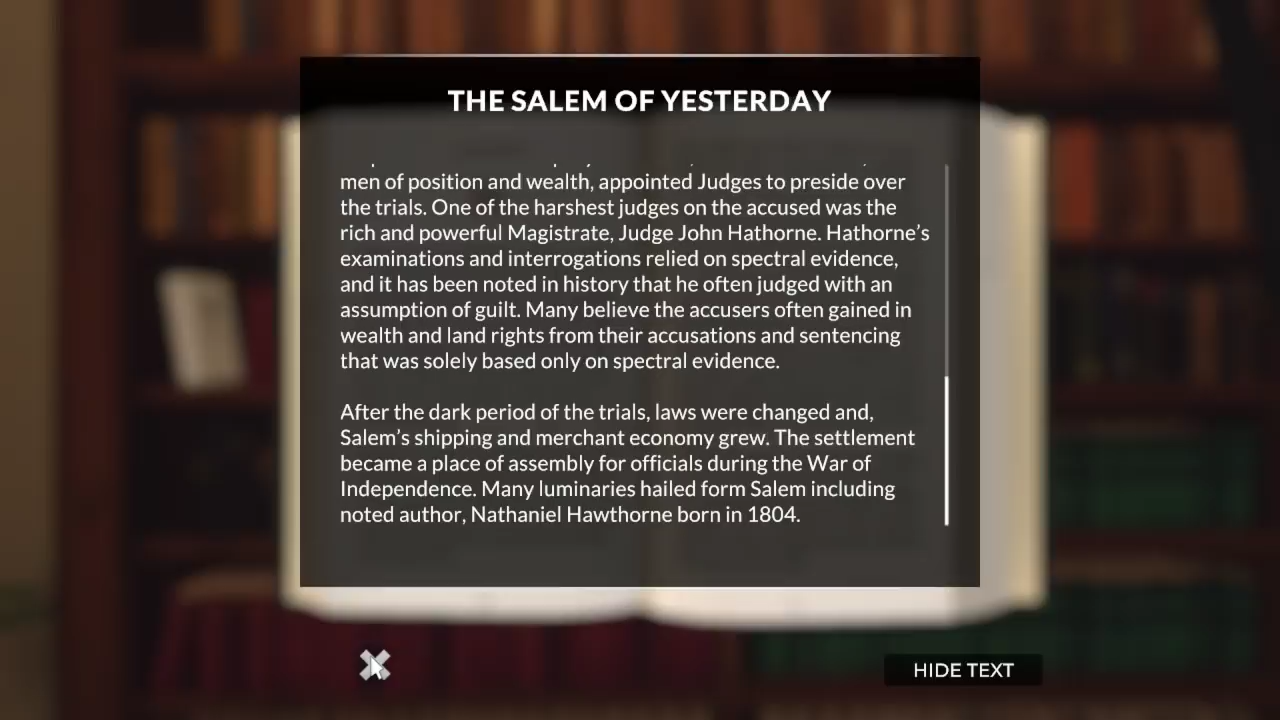 THE SALEM OF YESTERDAY
men of position and wealth, appointed Judges to preside over
the trials. One of the harshest judges on the accused was the
rich and powerful Magistrate, Judge John Hathorne. Hathorne’s
examinations and interrogations relied on spectral evidence,
and it has been noted in history that he often judged with an
assumption of guilt. Many believe the accusers often gained in
wealth and land rights from their accusations and sentencing
that was solely based only on spectral evidence.
After the dark period of the trials, laws were changed and,
Salem’s shipping and merchant economy grew. The settlement
became a place of assembly for officials during the War of
Independence. Many luminaries hailed form Salem including
noted author, Nathaniel Hawthorne born in 1804.
HIDE TEXT